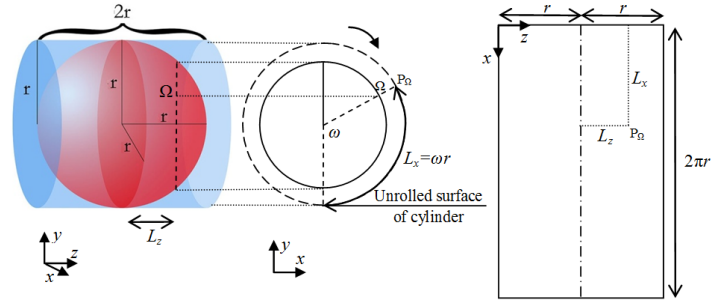 2r
r
r
r
r
Ω
L_z
y
z
x
Ω
P_Ω
ω
L_x=ωr
Unrolled surface
of cylinder
y
x
r
r
z
x
L_x
L_z
P_Ω
2πr